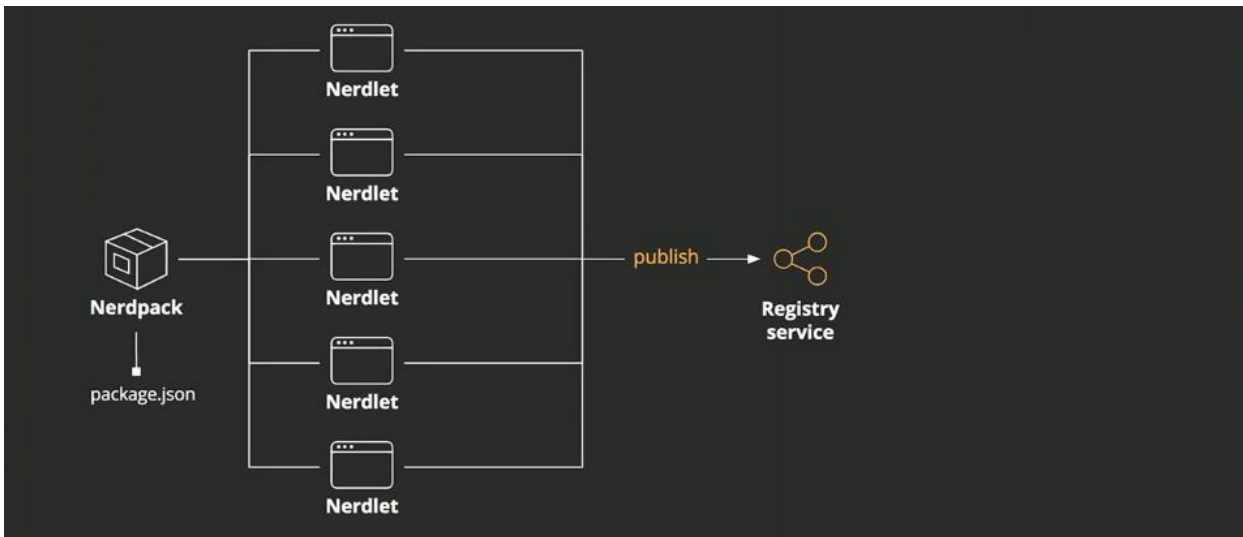 Nerdlet
Nerdlet
Nerdpack
package.json
Nerdlet
Nerdlet
Nerdlet
publish
Registry
service